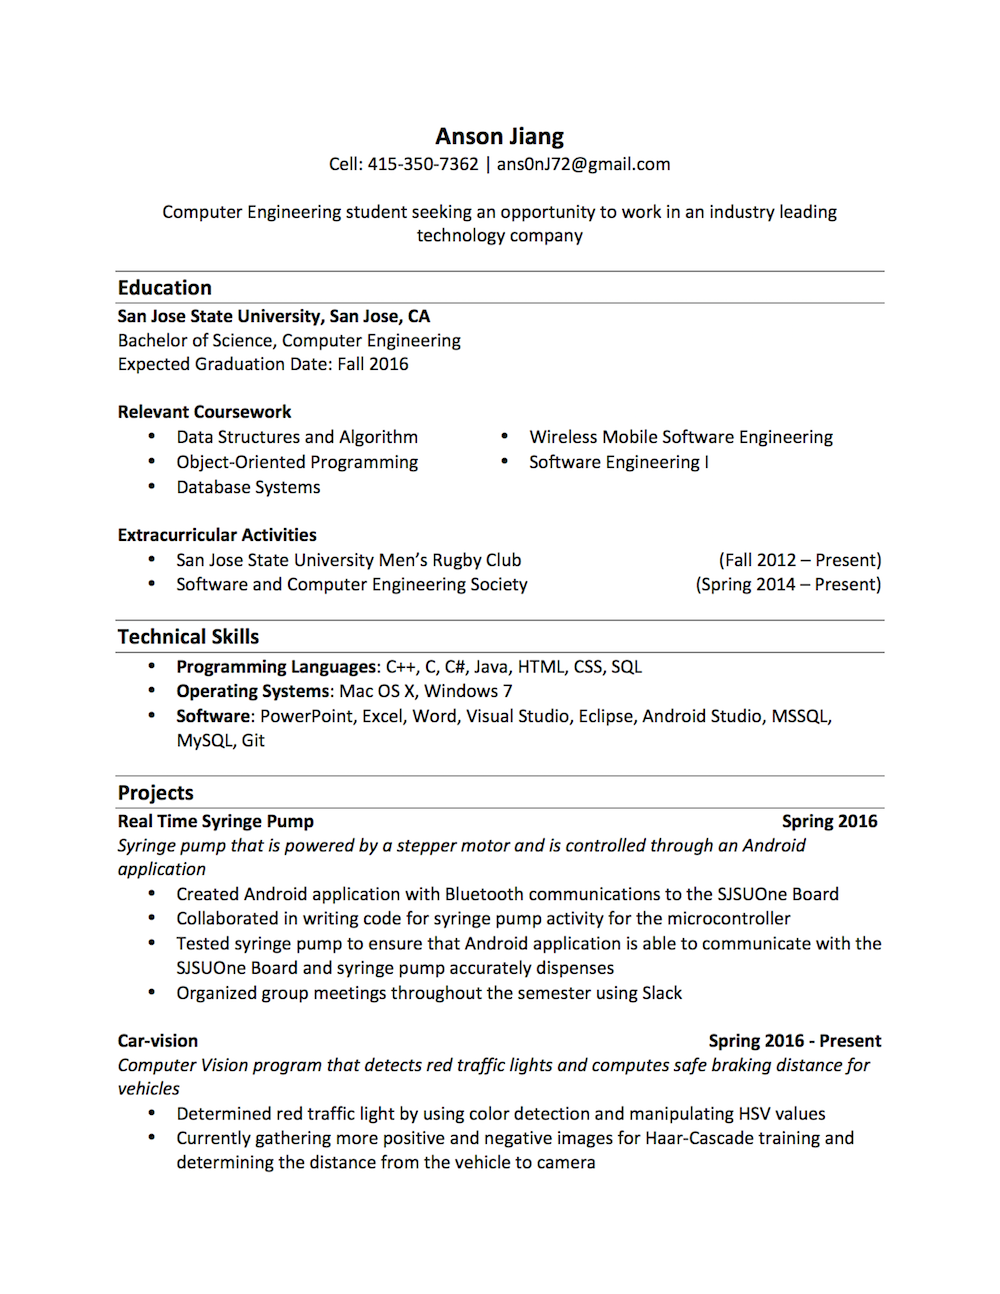 Anson Jiang
Cell: 415-350-7362 | ans0nJ72@gmail.com
Computer Engineering student seeking an opportunity to work in an industry leading
technology company
Education
San Jose State University, San Jose, CA
Bachelor of Science, Computer Engineering
Expected Graduation Date: Fall 2016
Relevant Coursework
• Data Structures and Algorithm • Wireless Mobile Software Engineering
• Object-Oriented Programming • Software Engineering I
• Database Systems
Extracurricular Activities
• San Jose State University Men’s Rugby Club (Fall 2012 – Present)
• Software and Computer Engineering Society (Spring 2014 – Present)
Technical Skills
• Programming Languages: C++, C, C#, Java, HTML, CSS, SQL
• Operating Systems: Mac OS X, Windows 7
• Software: PowerPoint, Excel, Word, Visual Studio, Eclipse, Android Studio, MSSQL,
MySQL, Git
Projects
Real Time Syringe Pump Spring 2016
Syringe pump that is powered by a stepper motor and is controlled through an Android
application
• Created Android application with Bluetooth communications to the SJSUOne Board
• Collaborated in writing code for syringe pump activity for the microcontroller
• Tested syringe pump to ensure that Android application is able to communicate with the
SJSUOne Board and syringe pump accurately dispenses
• Organized group meetings throughout the semester using Slack
Car-vision Spring 2016 - Present
Computer Vision program that detects red traffic lights and computes safe braking distance for
vehicles
• Determined red traffic light by using color detection and manipulating HSV values
• Currently gathering more positive and negative images for Haar-Cascade training and
determining the distance from the vehicle to camera